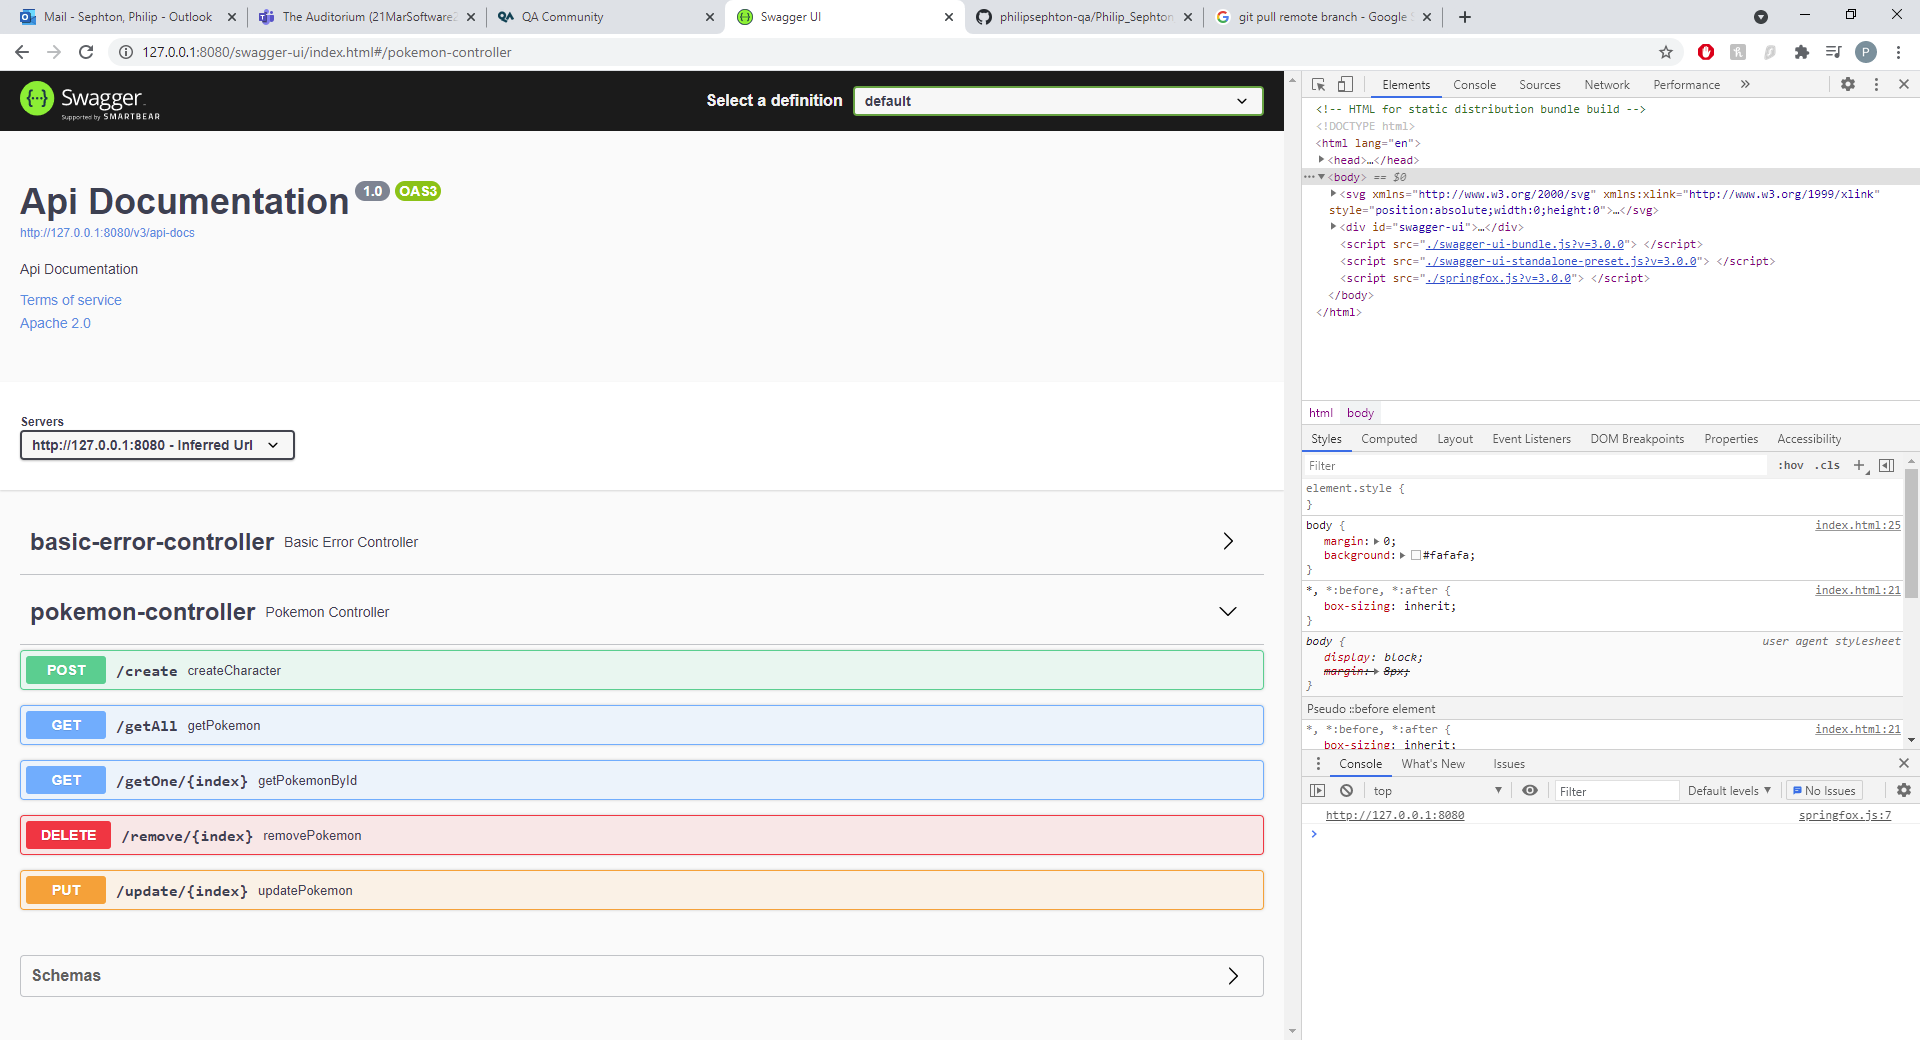 Mail - Sephton, Philip - Outlook
The Auditorium (21MarSoftware2
QA Community
Swagger UI
philipsephton-qa/Philip_Sephton
git pull remote branch - Google S
127.0.0.1:8080/swagger-ui/index.html#/pokemon-controller
P
{··}
Swagger.
Supported by SMARTBEAR
Select a definition
default
Api Documentation 1.0 OAS3
http://127.0.0.1:8080/v3/api-docs
Api Documentation
Terms of service
Apache 2.0
Servers
http://127.0.0.1:8080 - Inferred Url
basic-error-controller Basic Error Controller
pokemon-controller Pokemon Controller
POST /create createCharacter
GET /getAll getPokemon
GET /getOne/{index} getPokemonById
DELETE /remove/{index} removePokemon
PUT /update/{index} updatePokemon
Schemas
Elements Console Sources Network Performance »
<!-- HTML for static distribution bundle build -->
<!DOCTYPE html>
<html lang="en">
<head>…</head>
<body> == $0
<svg xmlns="http://www.w3.org/2000/svg" xmlns:xlink="http://www.w3.org/1999/xlink"
style="position:absolute;width:0;height:0">…</svg>
<div id="swagger-ui">…</div>
<script src="./swagger-ui-bundle.js?v=3.0.0"> </script>
<script src="./swagger-ui-standalone-preset.js?v=3.0.0"> </script>
<script src="./springfox.js?v=3.0.0"> </script>
</body>
</html>
html body
Styles Computed Layout Event Listeners DOM Breakpoints Properties Accessibility
Filter :hov .cls +
element.style {
}
body { index.html:25
margin: 0;
background: #fafafa;
}
*, *:before, *:after { index.html:21
box-sizing: inherit;
}
body { user agent stylesheet
display: block;
margin: 8px;
}
Pseudo ::before element
*, *:before, *:after { index.html:21
box-sizing: inherit;
Console What's New Issues
top Filter Default levels No Issues
http://127.0.0.1:8080 springfox.js:7